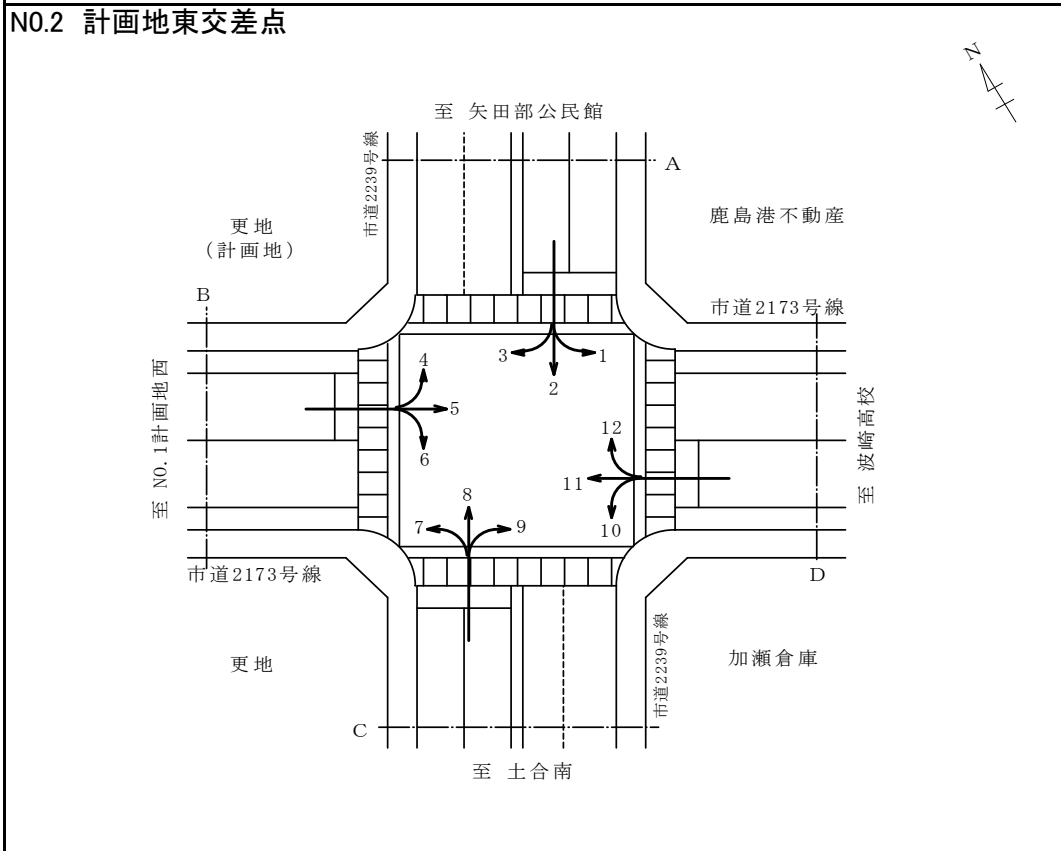 N0.2 計画地東交差点
N
至 矢田部公民館
市道2239号線
A
鹿島港不動産
更地
(計画地)
B
市道2173号線
3
1
2
4
5
6
至 N0.1計画地西
12
11
10
至 波崎高校
8
7
9
市道2173号線
D
更地
加瀬倉庫
市道2239号線
C
至 土合南